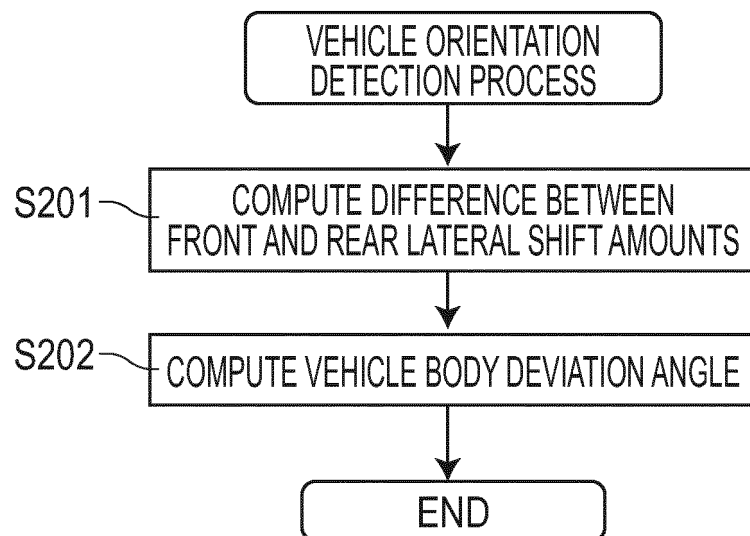 VEHICLE ORIENTATION
DETECTION PROCESS
S201
COMPUTE DIFFERENCE BETWEEN
FRONT AND REAR LATERAL SHIFT AMOUNTS
S202
COMPUTE VEHICLE BODY DEVIATION ANGLE
END